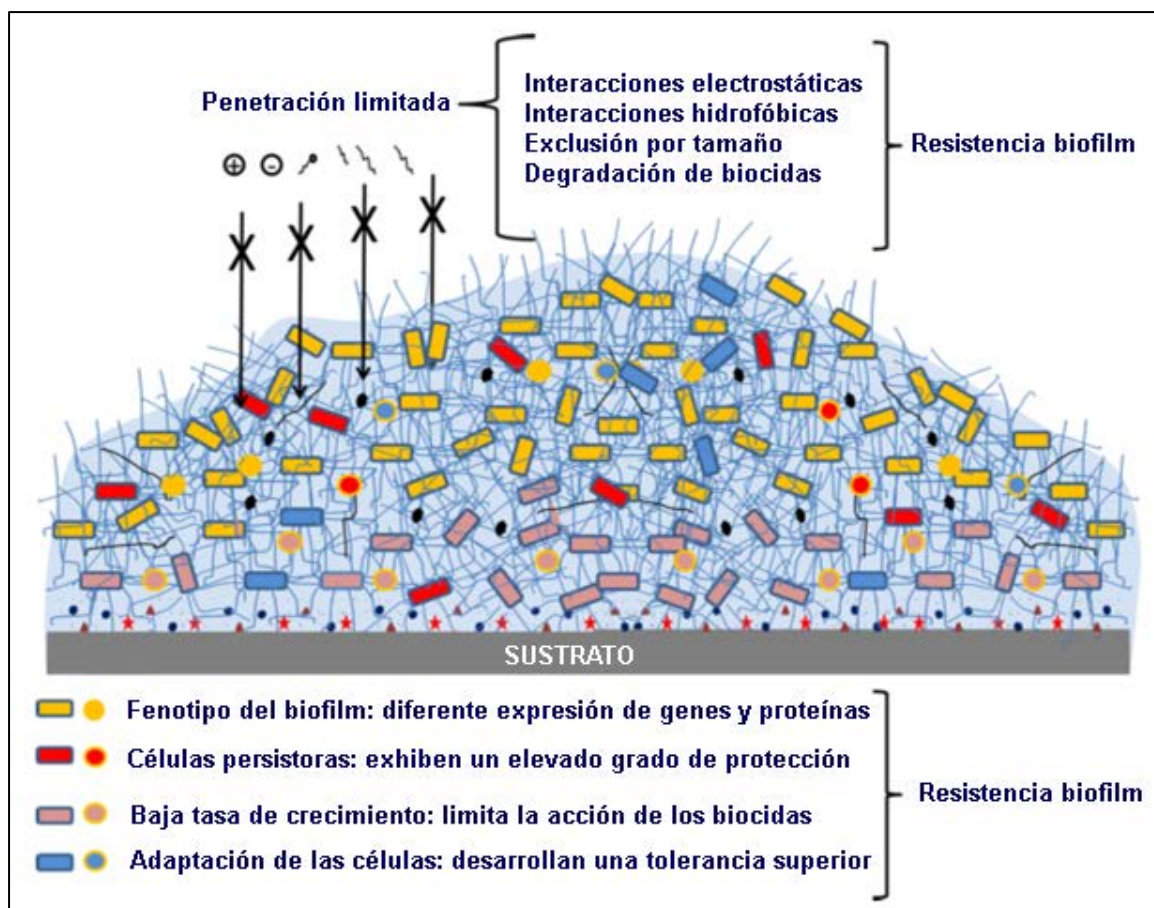 Penetración limitada
Interacciones electrostáticas
Interacciones hidrofóbicas
Exclusión por tamaño
Degradación de biocidas
Resistencia biofilm
SUSTRATO
Fenotipo del biofilm: diferente expresión de genes y proteínas
Células persistoras: exhiben un elevado grado de protección
Baja tasa de crecimiento: limita la acción de los biocidas
Adaptación de las células: desarrollan una tolerancia superior
Resistencia biofilm